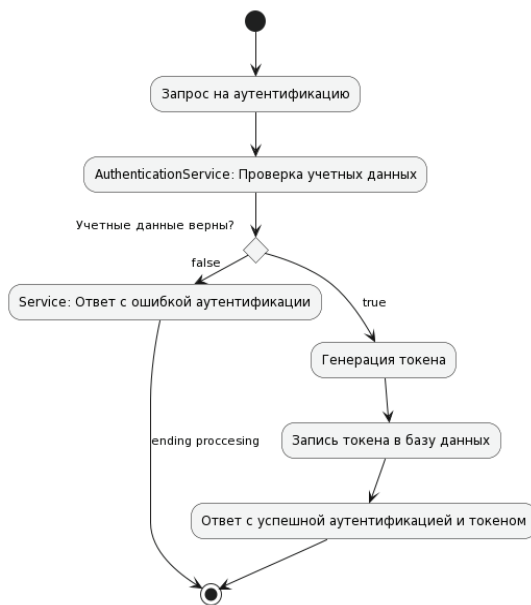 Запрос на аутентификацию
AuthenticationService: Проверка учетных данных
Учетные данные верны?
false
Service: Ответ с ошибкой аутентификации
true
Генерация токена
ending proccesing
Запись токена в базу данных
Ответ с успешной аутентификацией и токеном